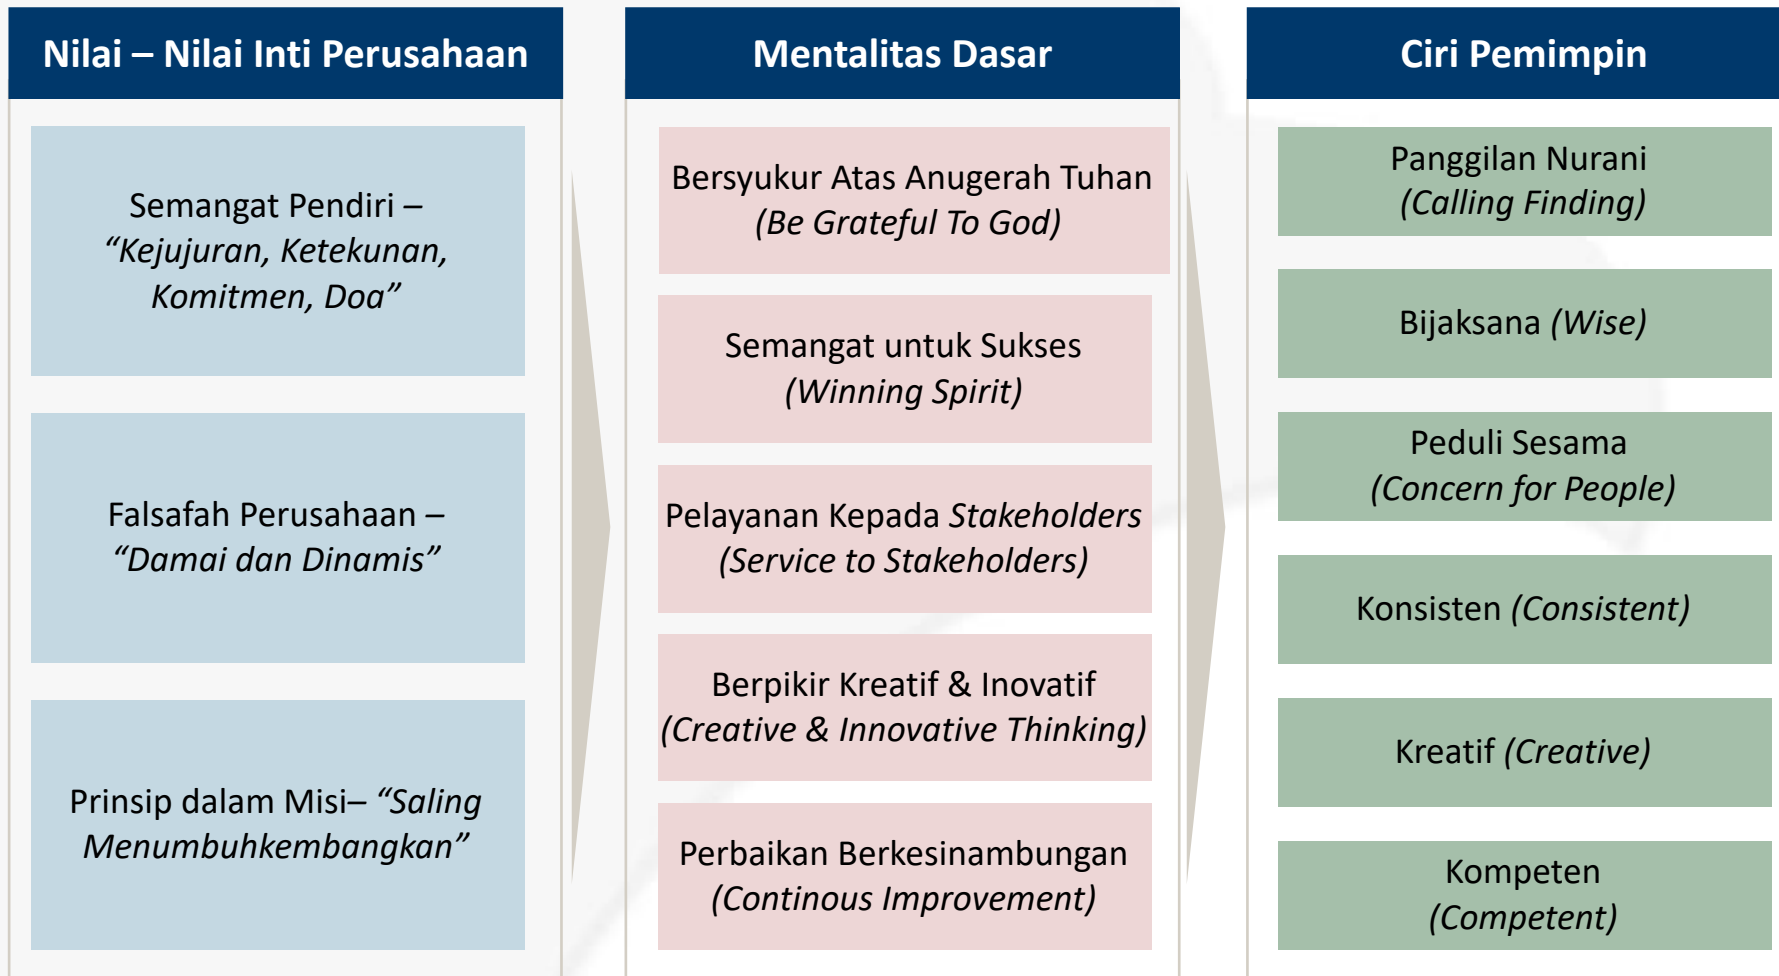 Nilai – Nilai Inti Perusahaan
Semangat Pendiri –
“Kejujuran, Ketekunan,
Komitmen, Doa”
Falsafah Perusahaan –
“Damai dan Dinamis”
Prinsip dalam Misi– “Saling
Menumbuhkembangkan”
Mentalitas Dasar
Bersyukur Atas Anugerah Tuhan
(Be Grateful To God)
Semangat untuk Sukses
(Winning Spirit)
Pelayanan Kepada Stakeholders
(Service to Stakeholders)
Berpikir Kreatif & Inovatif
(Creative & Innovative Thinking)
Perbaikan Berkesinambungan
(Continous Improvement)
Ciri Pemimpin
Panggilan Nurani
(Calling Finding)
Bijaksana (Wise)
Peduli Sesama
(Concern for People)
Konsisten (Consistent)
Kreatif (Creative)
Kompeten
(Competent)